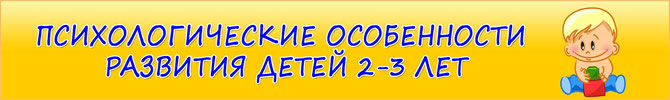 ПСИХОЛОГИЧЕСКИЕ ОСОБЕННОСТИ
РАЗВИТИЯ ДЕТЕЙ 2-3 ЛЕТ